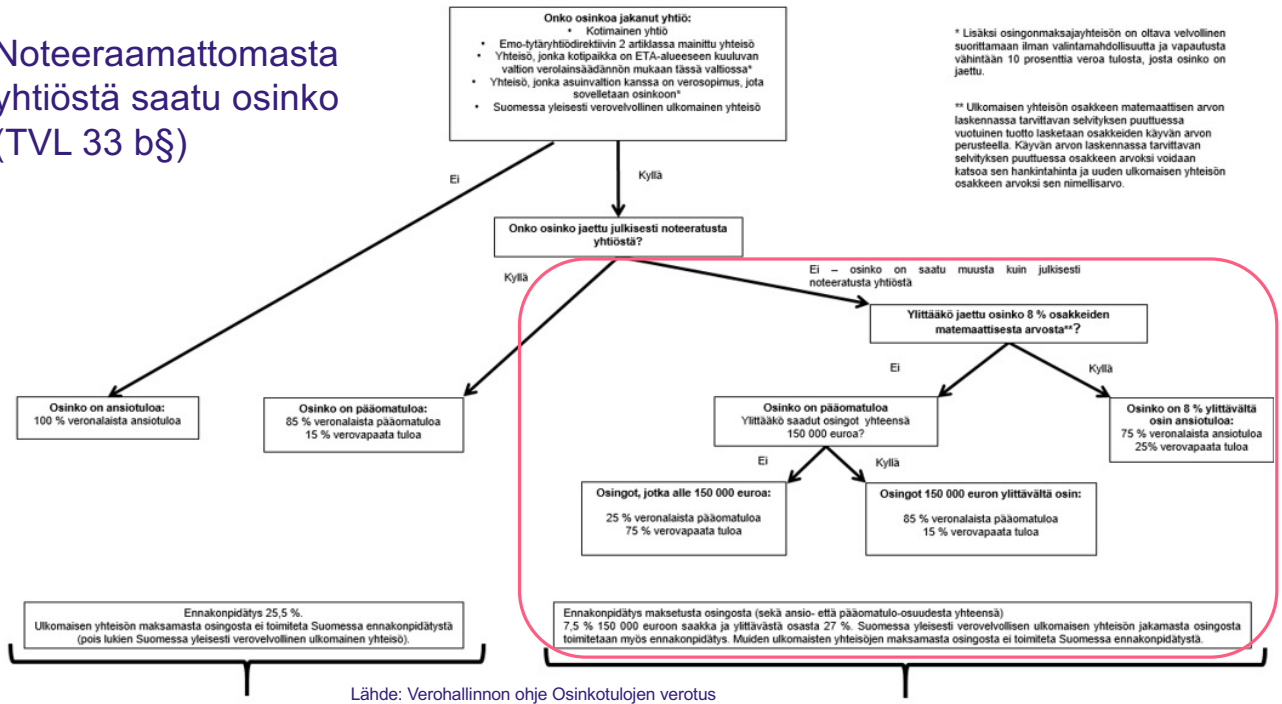 Noteeraamattomasta
yhtiöstä saatu osinko
(TVL 33 b§)
Onko osinkoa jakanut yhtiö:
• Kotimainen yhtiö
• Emo-tytäryhtiödirektiivin 2 artiklassa mainittu yhteisö
• Yhteisö, jonka kotipaikka on ETA-alueeseen kuuluvan
valtion verolainsäädännön mukaan tässä valtiossa*
• Yhteisö, jonka asuinvaltion kanssa on verosopimus, jota
sovelletaan osinkoon*
• Suomessa yleisesti verovelvollinen ulkomainen yhteisö
* Lisäksi osingonmaksajayhteisön on oltava velvollinen
suorittamaan ilman valintamahdollisuutta ja vapautusta
vähintään 10 prosenttia veroa tulosta, josta osinko on
jaettu.
** Ulkomaisen yhteisön osakkeen matemaattisen arvon
laskennassa tarvittavan selvityksen puuttuessa
vuotuinen tuotto lasketaan osakkeiden käyvän arvon
perusteella. Käyvän arvon laskennassa tarvittavan
selvityksen puuttuessa osakkeen arvoksi voidaan
katsoa sen hankintahinta ja uuden ulkomaisen yhteisön
osakkeen arvoksi sen nimellisarvo.
Ei
Kyllä
Onko osinko jaettu julkisesti noteeratusta
yhtiöstä?
Kyllä
Ei – osinko on saatu muusta kuin julkisesti
noteeratusta yhtiöstä
Ylittääkö jaettu osinko 8 % osakkeiden
matemaattisesta arvosta**?
Ei
Kyllä
Osinko on ansiotuloa:
100 % veronalaista ansiotuloa
Osinko on pääomatuloa:
85 % veronalaista pääomatuloa
15 % verovapaata tuloa
Osinko on pääomatuloa
Ylittääkö saadut osingot yhteensä
150 000 euroa?
Osinko on 8 % ylittävältä
osin ansiotuloa:
75 % veronalaista ansiotuloa
25% verovapaata tuloa
Ei
Kyllä
Osingot, jotka alle 150 000 euroa:
25 % veronalaista pääomatuloa
75 % verovapaata tuloa
Osingot 150 000 euron ylittävältä osin:
85 % veronalaista pääomatuloa
15 % verovapaata tuloa
Ennakonpidätys 25,5 %.
Ulkomaisen yhteisön maksamasta osingosta ei toimiteta Suomessa ennakonpidätystä
(pois lukien Suomessa yleisesti verovelvollinen ulkomainen yhteisö).
Ennakonpidätys maksetusta osingosta (sekä ansio- että pääomatulo-osuudesta yhteensä)
7,5 % 150 000 euroon saakka ja ylittävästä osasta 27 %. Suomessa yleisesti verovelvollisen ulkomaisen yhteisön jakamasta osingosta
toimitetaan myös ennakonpidätys. Muiden ulkomaisten yhteisöjen maksamasta osingosta ei toimiteta Suomessa ennakonpidätystä.
Lähde: Verohallinnon ohje Osinkotulojen verotus